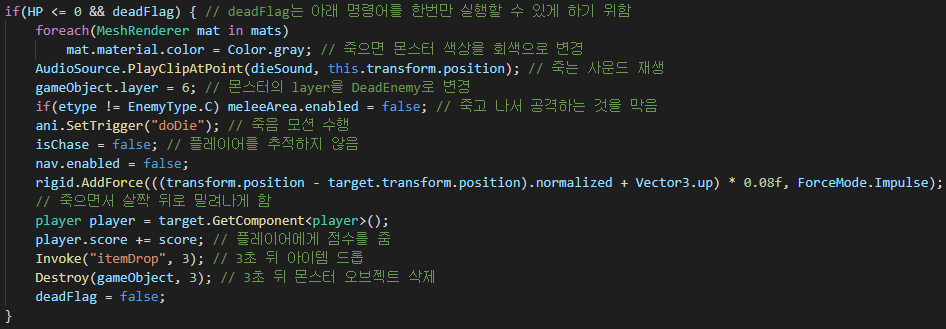 if(HP <= 0 && deadFlag) { // deadFlag는 아래 명령어를 한번만 실행할 수 있게 하기 위함
foreach(MeshRenderer mat in mats)
mat.material.color = Color.gray; // 죽으면 몬스터 색상을 회색으로 변경
AudioSource.PlayClipAtPoint(dieSound, this.transform.position); // 죽는 사운드 재생
gameObject.layer = 6; // 몬스터의 layer을 DeadEnemy로 변경
if(etype != EnemyType.C) meleeArea.enabled = false; // 죽고 나서 공격하는 것을 막음
ani.SetTrigger("doDie"); // 죽음 모션 수행
isChase = false; // 플레이어를 추적하지 않음
nav.enabled = false;
rigid.AddForce(((transform.position - target.transform.position).normalized + Vector3.up) * 0.08f, ForceMode.Impulse);
// 죽으면서 살짝 뒤로 밀려나게 함
player player = target.GetComponent<player>();
player.score += score; // 플레이어에게 점수를 줌
Invoke("itemDrop", 3); // 3초 뒤 아이템 드롭
Destroy(gameObject, 3); // 3초 뒤 몬스터 오브젝트 삭제
deadFlag = false;
}